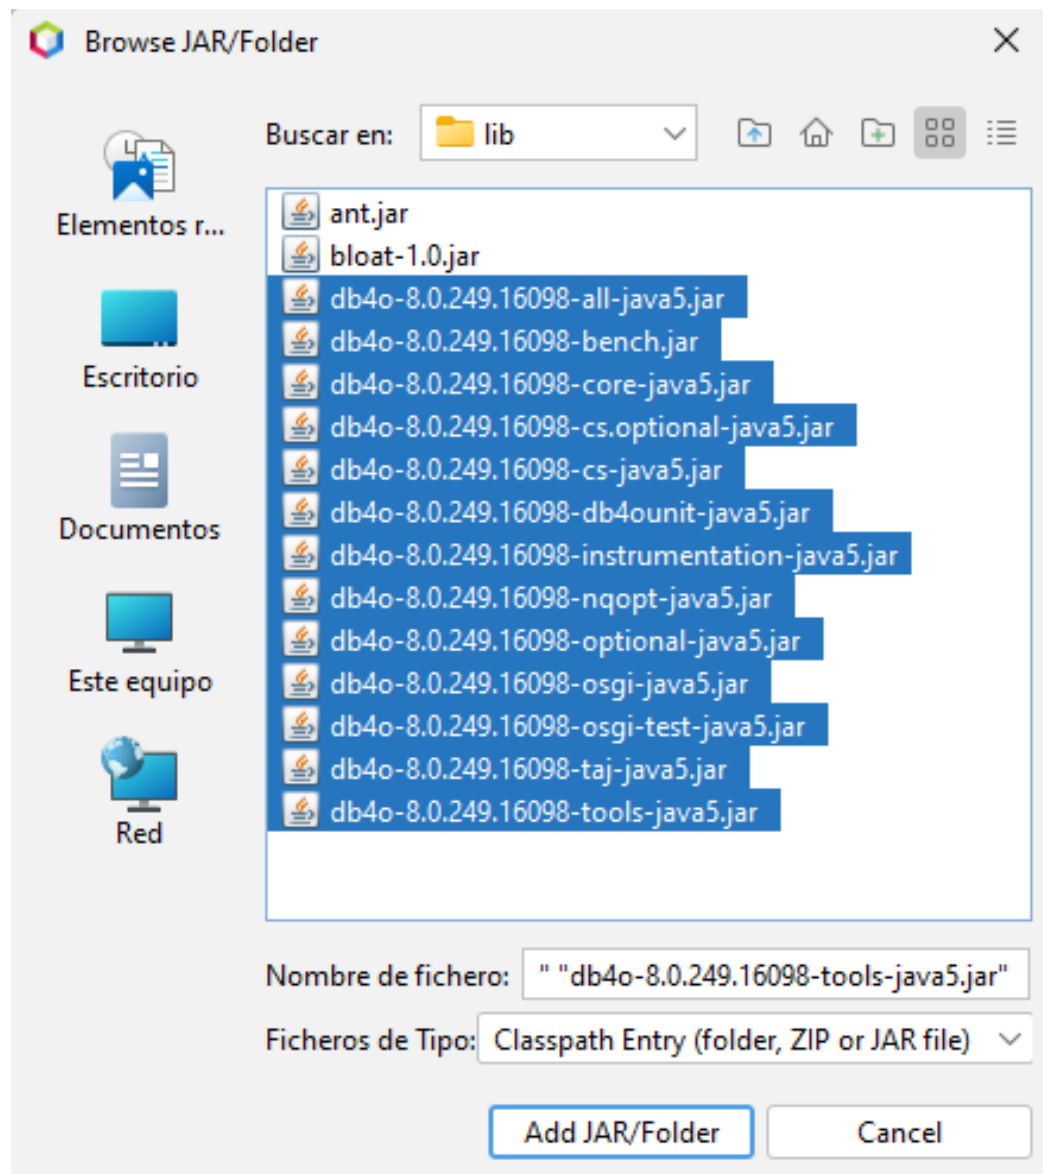 Browse JAR/Folder
Buscar en:
lib
Elementos r...
Escritorio
Documentos
Este equipo
Red
ant.jar
bloat-1.0.jar
db4o-8.0.249.16098-all-java5.jar
db4o-8.0.249.16098-bench.jar
db4o-8.0.249.16098-core-java5.jar
db4o-8.0.249.16098-cs.optional-java5.jar
db4o-8.0.249.16098-cs-java5.jar
db4o-8.0.249.16098-db4ounit-java5.jar
db4o-8.0.249.16098-instrumentation-java5.jar
db4o-8.0.249.16098-nqopt-java5.jar
db4o-8.0.249.16098-optional-java5.jar
db4o-8.0.249.16098-osgi-java5.jar
db4o-8.0.249.16098-osgi-test-java5.jar
db4o-8.0.249.16098-taj-java5.jar
db4o-8.0.249.16098-tools-java5.jar
Nombre de fichero: " "db4o-8.0.249.16098-tools-java5.jar"
Ficheros de Tipo: Classpath Entry (folder, ZIP or JAR file)
Add JAR/Folder
Cancel